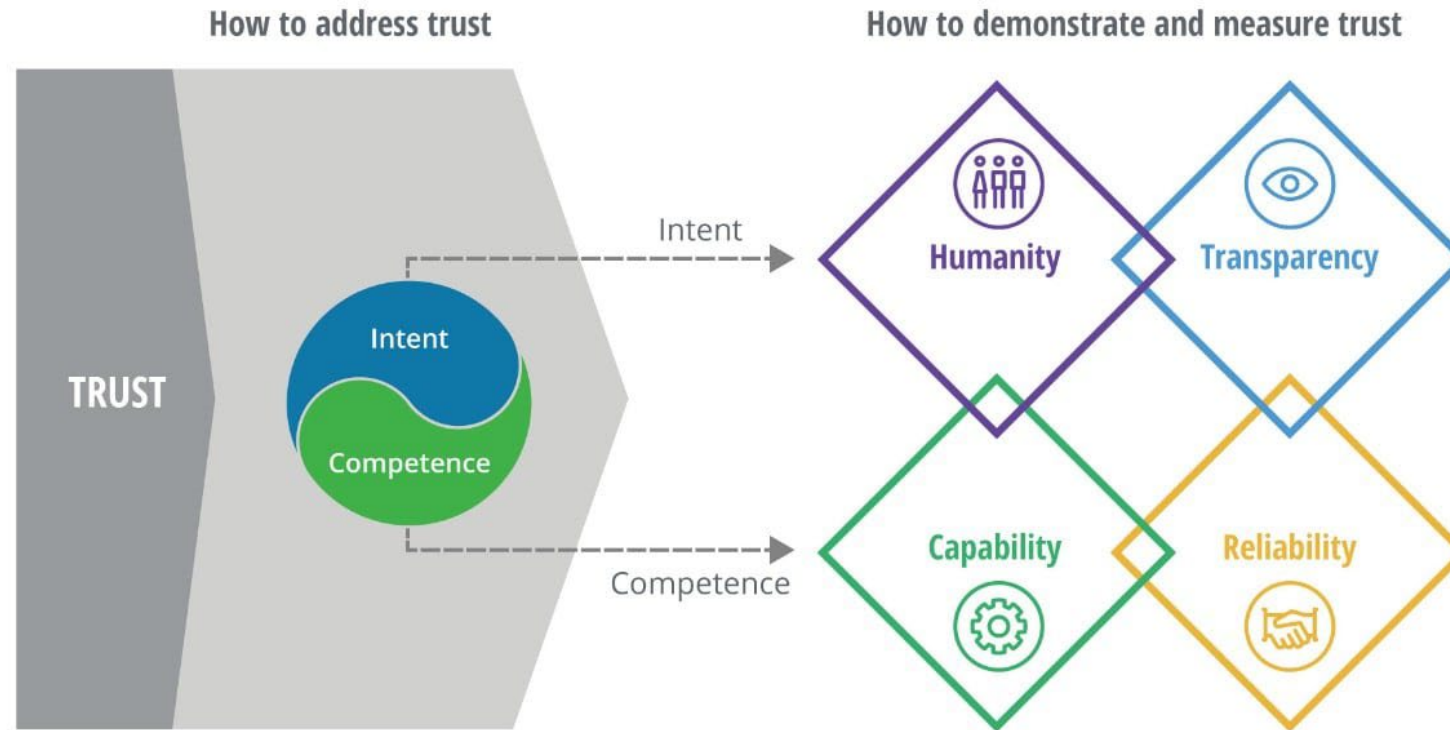 How to address trust
How to demonstrate and measure trust
TRUST
Intent
Competence
Intent
Competence
Humanity
Transparency
Capability
Reliability